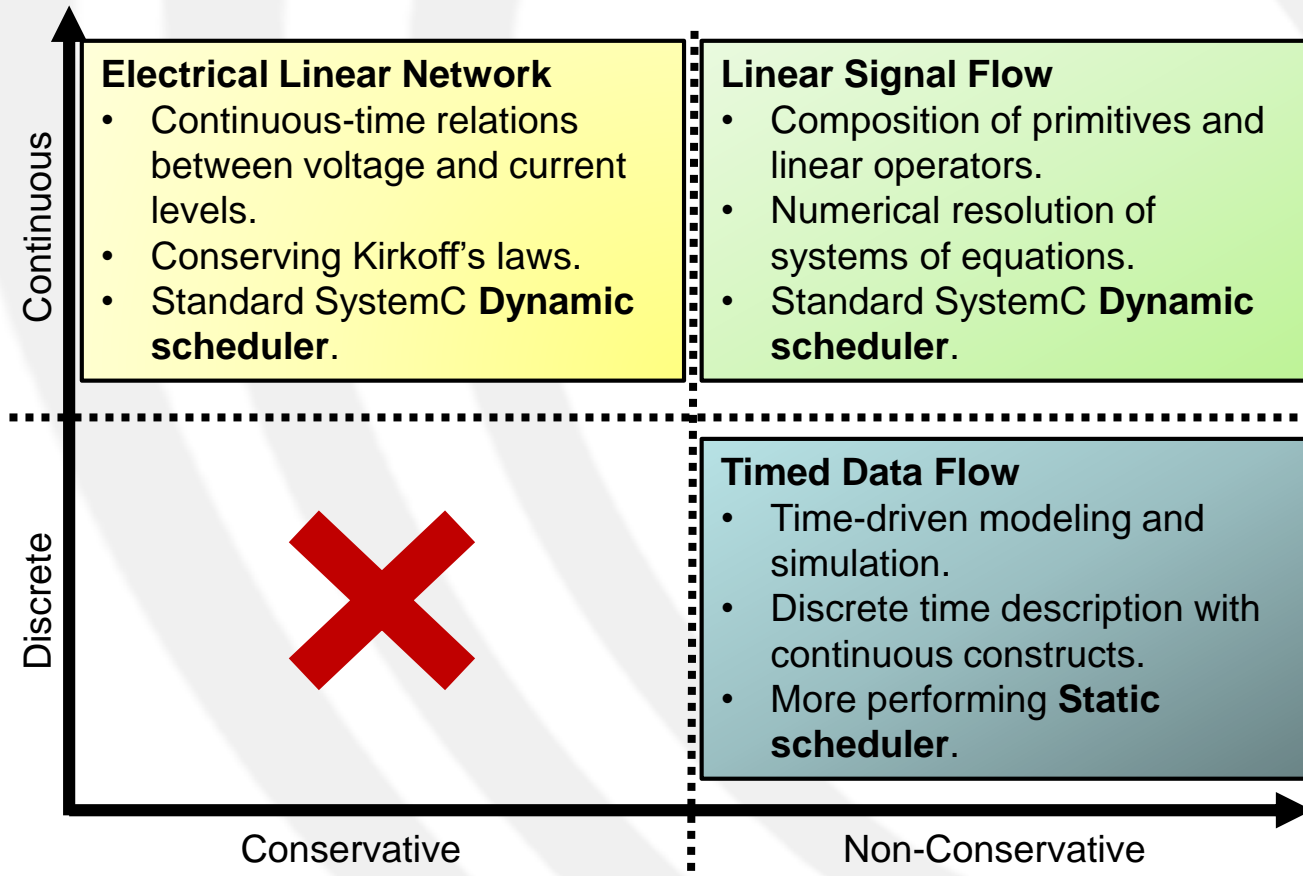 Continuous
Electrical Linear Network
• Continuous-time relations
between voltage and current
levels.
• Conserving Kirkoff’s laws.
• Standard SystemC Dynamic
scheduler.
Linear Signal Flow
• Composition of primitives and
linear operators.
• Numerical resolution of
systems of equations.
• Standard SystemC Dynamic
scheduler.
Discrete
Timed Data Flow
• Time-driven modeling and
simulation.
• Discrete time description with
continuous constructs.
• More performing Static
scheduler.
Conservative
Non-Conservative